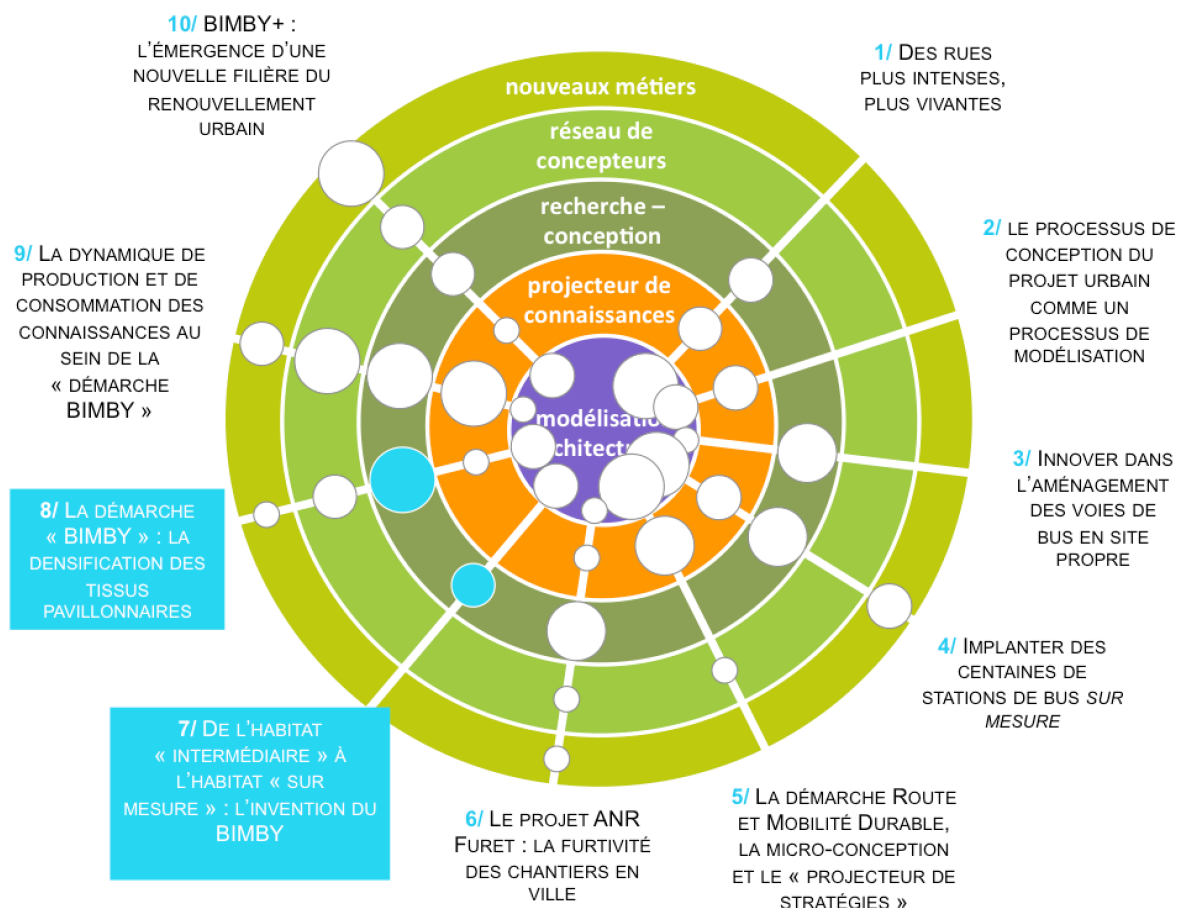 10/ BIMBY+ :
l'émergence d'une
nouvelle filière du
renouvellement
urbain
1/ Des rues
plus intenses,
plus vivantes
nouveaux métiers
réseau de
concepteurs
recherche –
conception
projecteur de
connaissances
modélisatio
chitectu
2/ le processus de
conception du
projet urbain
comme un
processus de
modélisation
9/ La dynamique de
production et de
consommation des
connaissances au
sein de la
« démarche
BIMBY »
3/ Innover dans
l'aménagement
des voies de
bus en site
propre
8/ La démarche
« BIMBY » : la
densification des
tissus
pavillonnaires
4/ Implanter des
centaines de
stations de bus sur
mesure
7/ De l'habitat
« intermédiaire » à
l'habitat « sur
mesure » : l'invention du
BIMBY
6/ Le projet ANR
Furet : la furtivité
des chantiers en
ville
5/ La démarche Route
et Mobilité Durable,
la micro-conception
et le « projecteur de
stratégies »